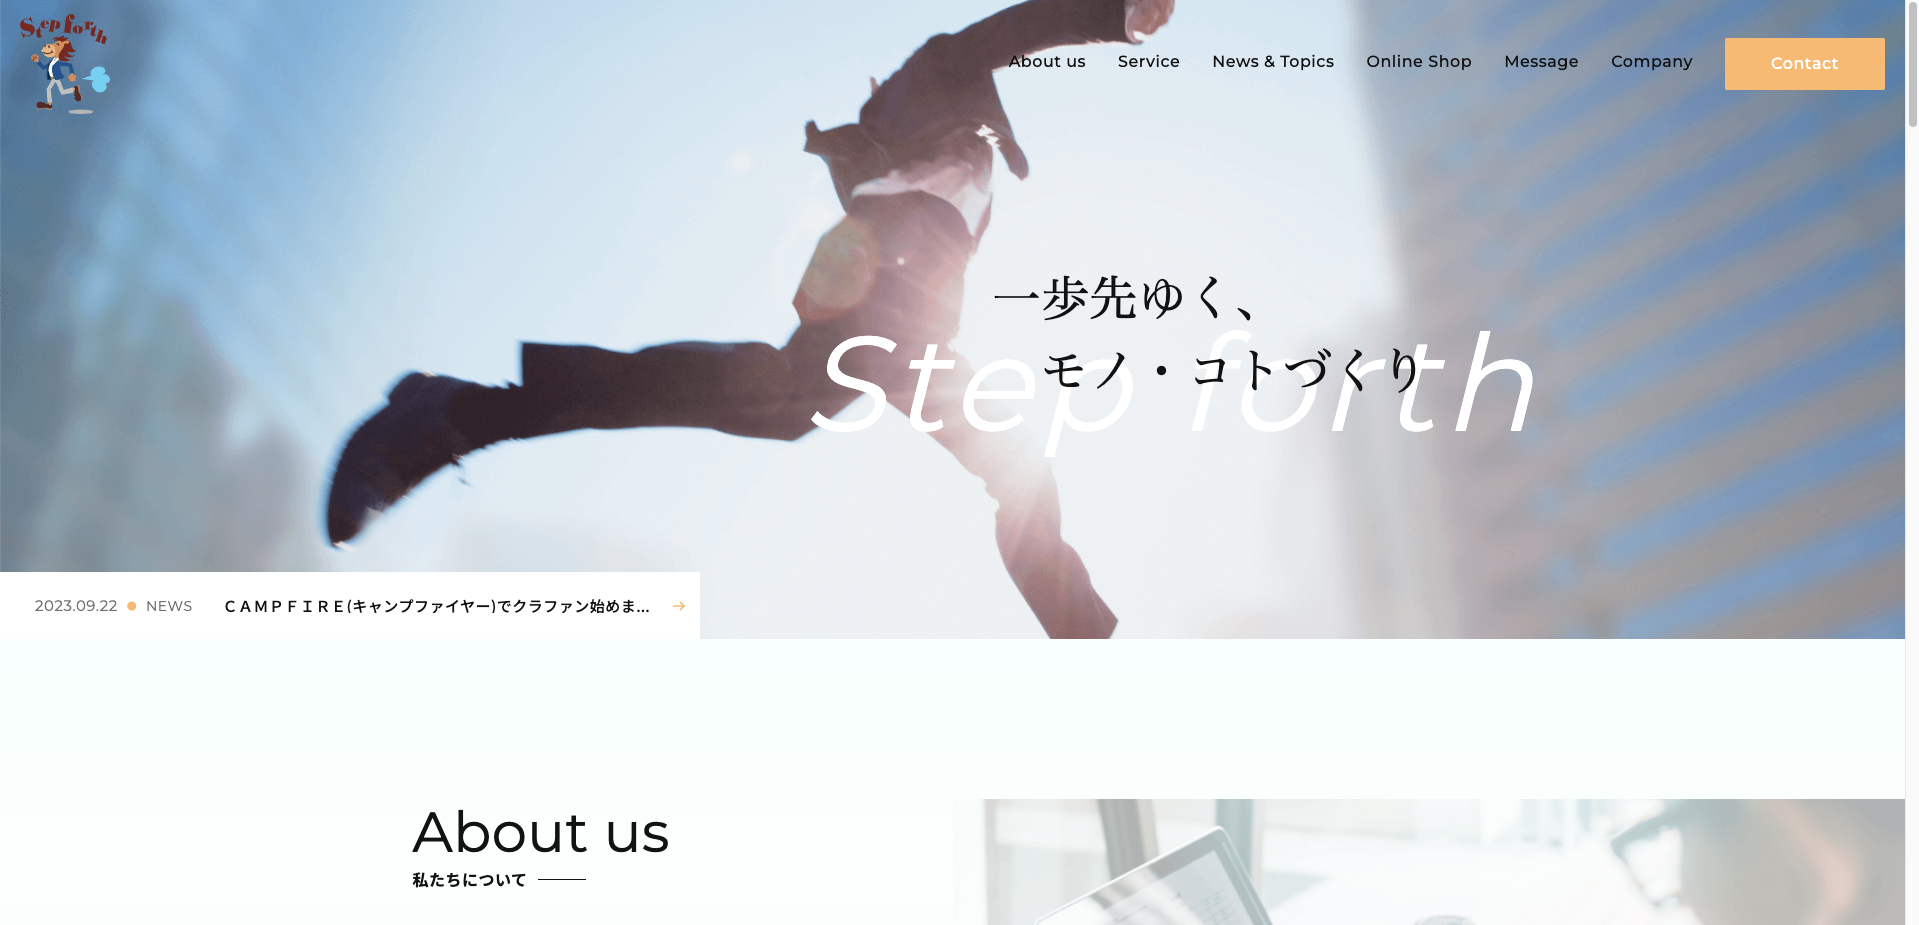 Step forth
About us
Service
News & Topics
Online Shop
Message
Company
Contact
一歩先ゆく、
モノ・コトづくり
Step forth
2023.09.22 NEWS ＣＡＭＰＦＩＲＥ(キャンプファイヤー)でクラファン始めま...
About us
私たちについて